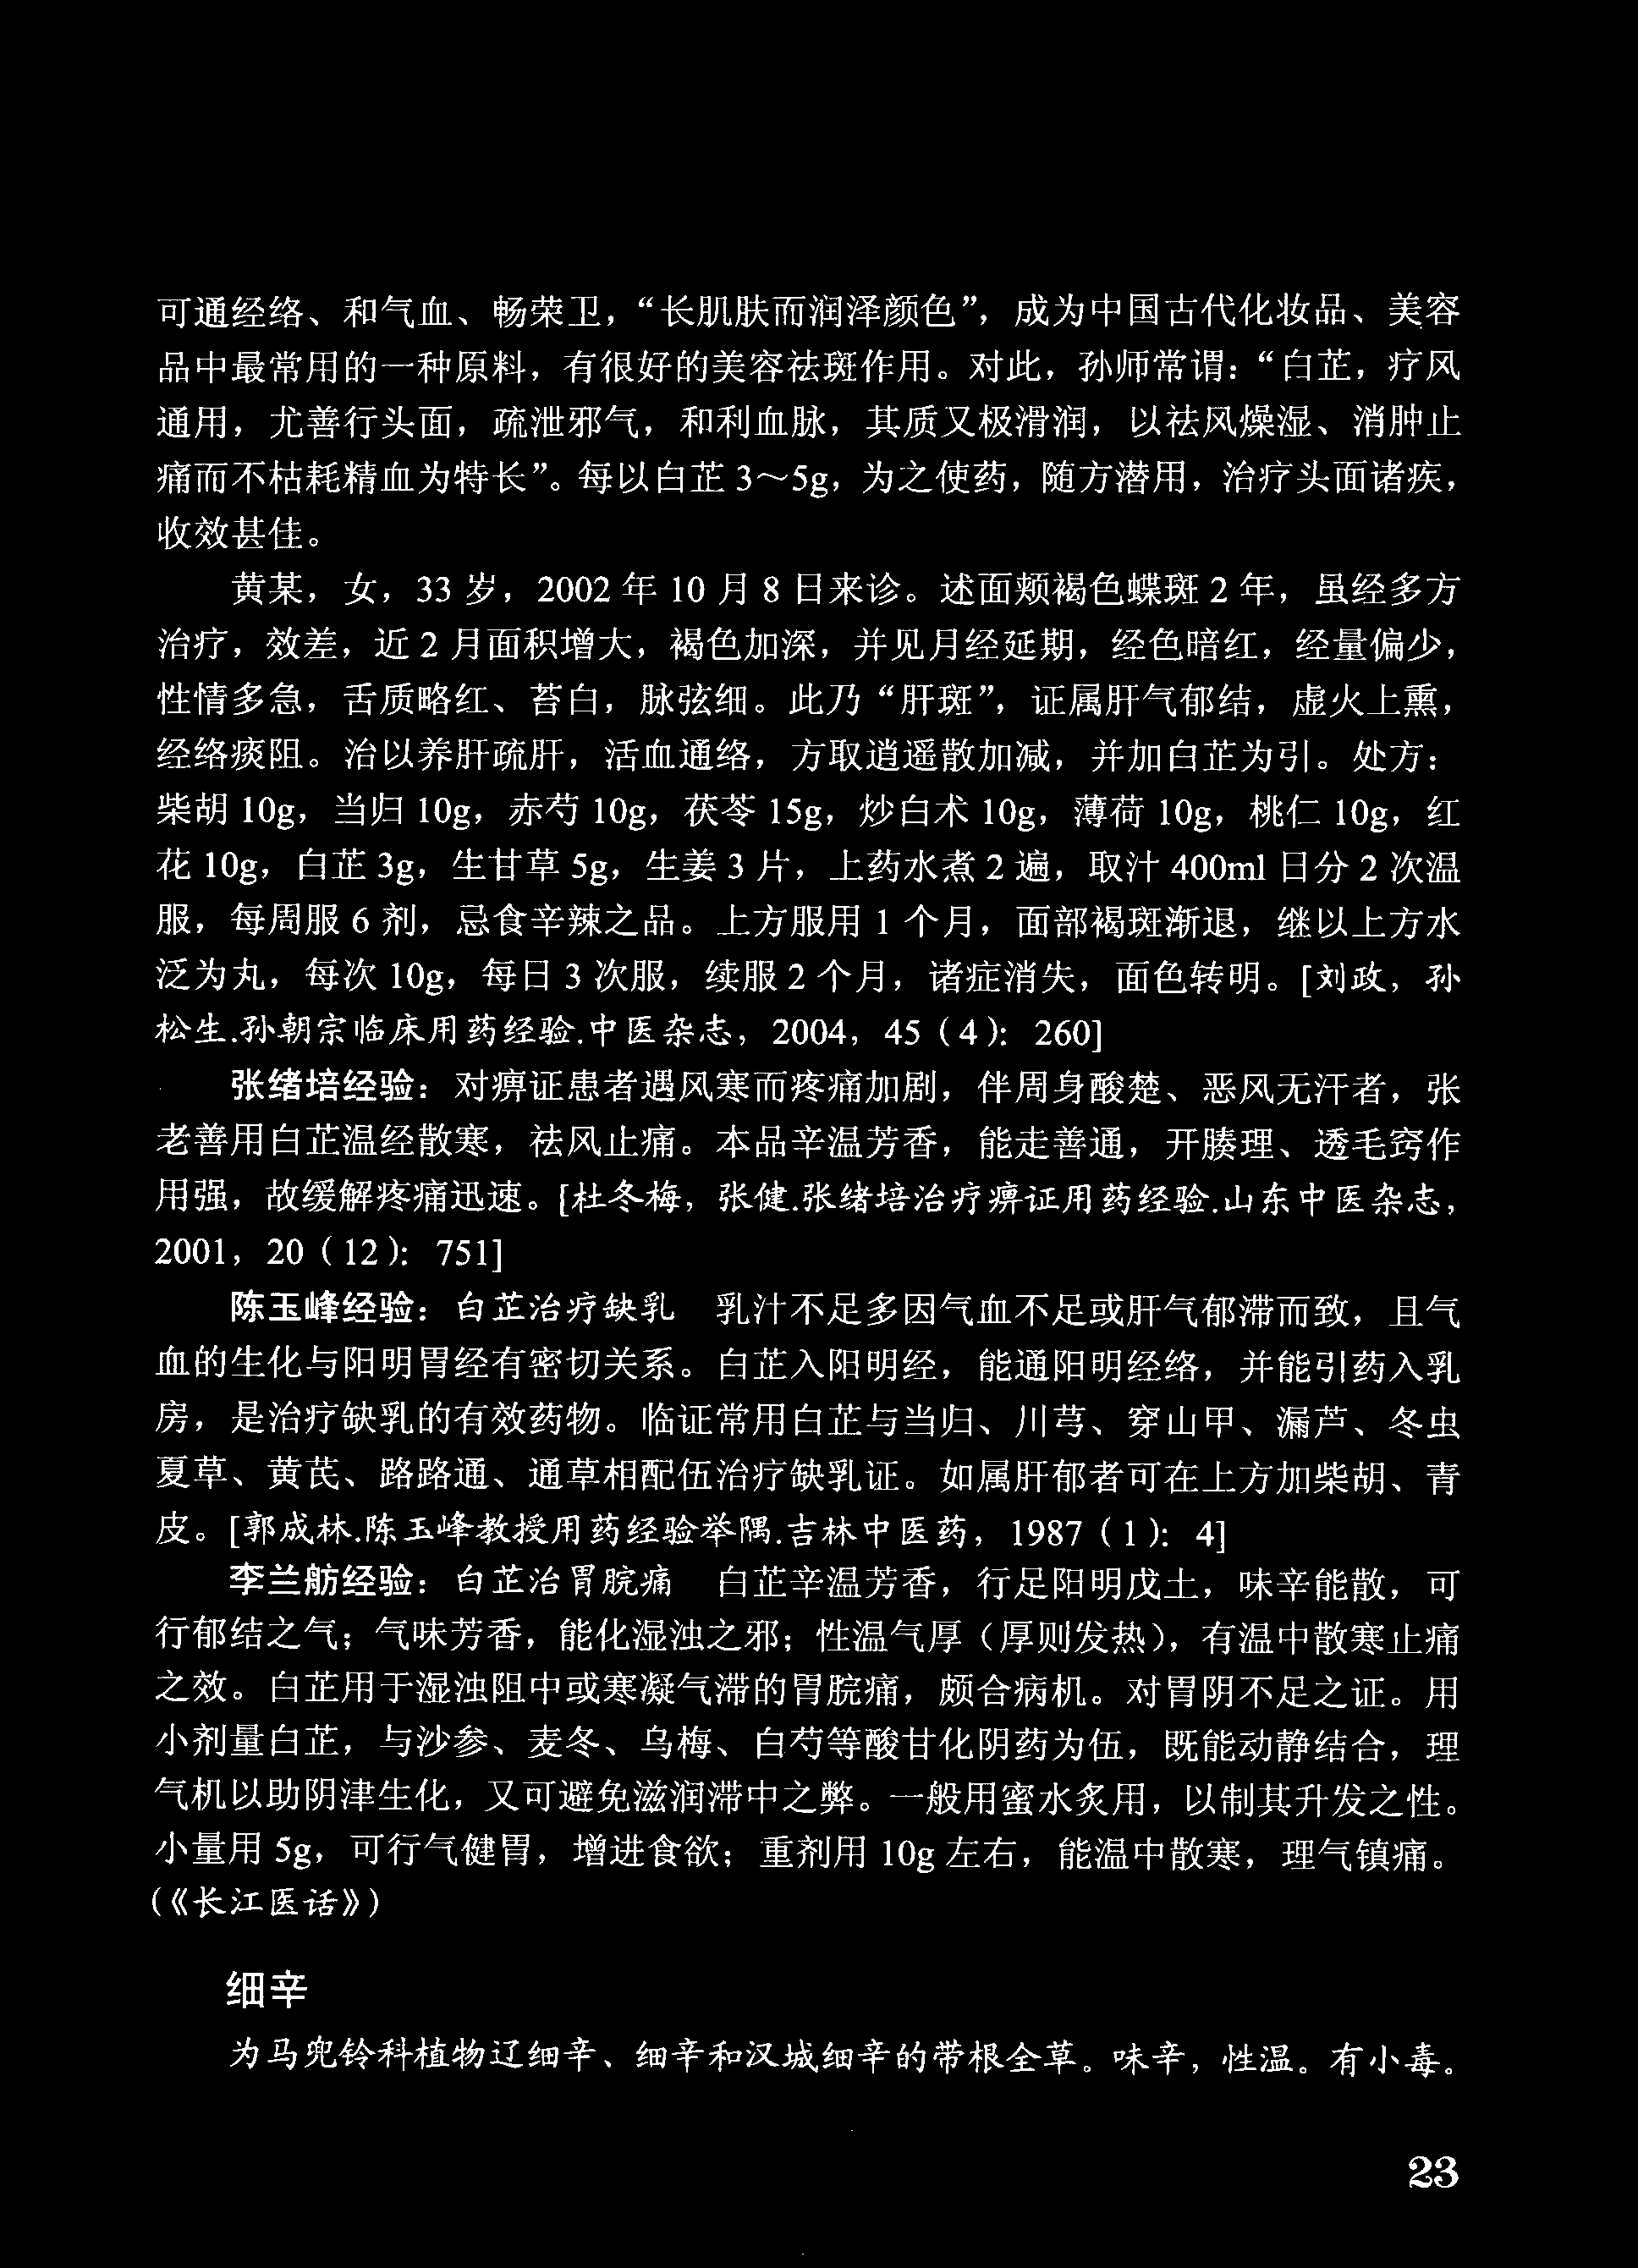 可通经络、和气血、畅荣卫，“长肌肤而润泽颜色”，成为中国古代化妆品、美容
品中最常用的一种原料，有很好的美容祛斑作用。对此，孙师常谓：“白芷，疗风
通用，尤善行头面，疏泄邪气，和利血脉，其质又极滑润，以祛风燥湿、消肿止
痛而不枯耗精血为特长”。每以白芷 3～5g，为之使药，随方潜用，治疗头面诸疾，
收效甚佳。
黄某，女，33 岁，2002 年 10 月 8 日来诊。述面颊褐色蝶斑 2 年，虽经多方
治疗，效差，近 2 月面积增大，褐色加深，并见月经延期，经色暗红，经量偏少，
性情多急，舌质略红、苔白，脉弦细。此乃“肝斑”，证属肝气郁结，虚火上熏，
经络痰阻。治以养肝疏肝，活血通络，方取逍遥散加减，并加白芷为引。处方：
柴胡 10g，当归 10g，赤芍 10g，茯苓 15g，炒白术 10g，薄荷 10g，桃仁 10g，红
花 10g，白芷 3g，生甘草 5g，生姜 3 片，上药水煮 2 遍，取汁 400ml 日分 2 次温
服，每周服 6 剂，忌食辛辣之品。上方服用 1 个月，面部褐斑渐退，继以上方水
泛为丸，每次 10g，每日 3 次服，续服 2 个月，诸症消失，面色转明。[刘政，孙
松生.孙朝宗临床用药经验.中医杂志，2004，45（4）：260]
张绪培经验：对痹证患者遇风寒而疼痛加剧，伴周身酸楚、恶风无汗者，张
老善用白芷温经散寒，祛风止痛。本品辛温芳香，能走善通，开腠理、透毛窍作
用强，故缓解疼痛迅速。[杜冬梅，张健.张绪培治疗痹证用药经验.山东中医杂志，
2001，20（12）：751]
陈玉峰经验：白芷治疗缺乳　乳汁不足多因气血不足或肝气郁滞而致，且气
血的生化与阳明胃经有密切关系。白芷入阳明经，能通阳明经络，并能引药入乳
房，是治疗缺乳的有效药物。临证常用白芷与当归、川芎、穿山甲、漏芦、冬虫
夏草、黄芪、路路通、通草相配伍治疗缺乳证。如属肝郁者可在上方加柴胡、青
皮。[郭成林.陈玉峰教授用药经验举隅.吉林中医药，1987（1）：4]
李兰舫经验：白芷治胃脘痛　白芷辛温芳香，行足阳明戊土，味辛能散，可
行郁结之气；气味芳香，能化湿浊之邪；性温气厚（厚则发热），有温中散寒止痛
之效。白芷用于湿浊阻中或寒凝气滞的胃脘痛，颇合病机。对胃阴不足之证。用
小剂量白芷，与沙参、麦冬、乌梅、白芍等酸甘化阴药为伍，既能动静结合，理
气机以助阴津生化，又可避免滋润滞中之弊。一般用蜜水炙用，以制其升发之性。
小量用 5g，可行气健胃，增进食欲；重剂用 10g 左右，能温中散寒，理气镇痛。
（《长江医话》）
细辛
为马兜铃科植物辽细辛、细辛和汉城细辛的带根全草。味辛，性温。有小毒。
23